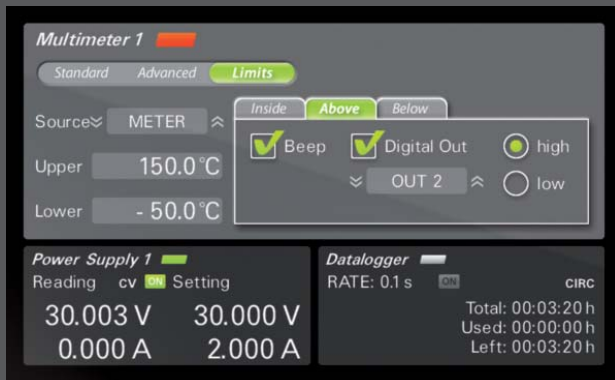 Multimeter 1
Standard Advanced Limits
Inside Above Below
Source METER
Beep Digital Out high
Upper 150.0°C
OUT 2 low
Lower - 50.0°C
Power Supply 1
Reading cv ON Setting
30.003 V 30.000 V
0.000 A 2.000 A
Datalogger
RATE: 0.1 s ON CIRC
Total: 00:03:20 h
Used: 00:00:00 h
Left: 00:03:20 h